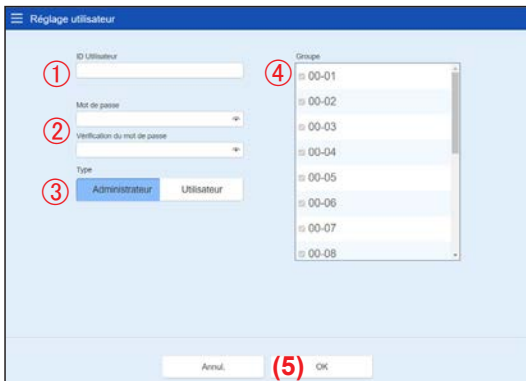 Réglage utilisateur
ID Utilisateur
①
Mot de passe
②
Vérification du mot de passe
Type
③ Administrateur Utilisateur
Groupe
④ 00-01
00-02
00-03
00-04
00-05
00-06
00-07
00-08
Annul. (5) OK